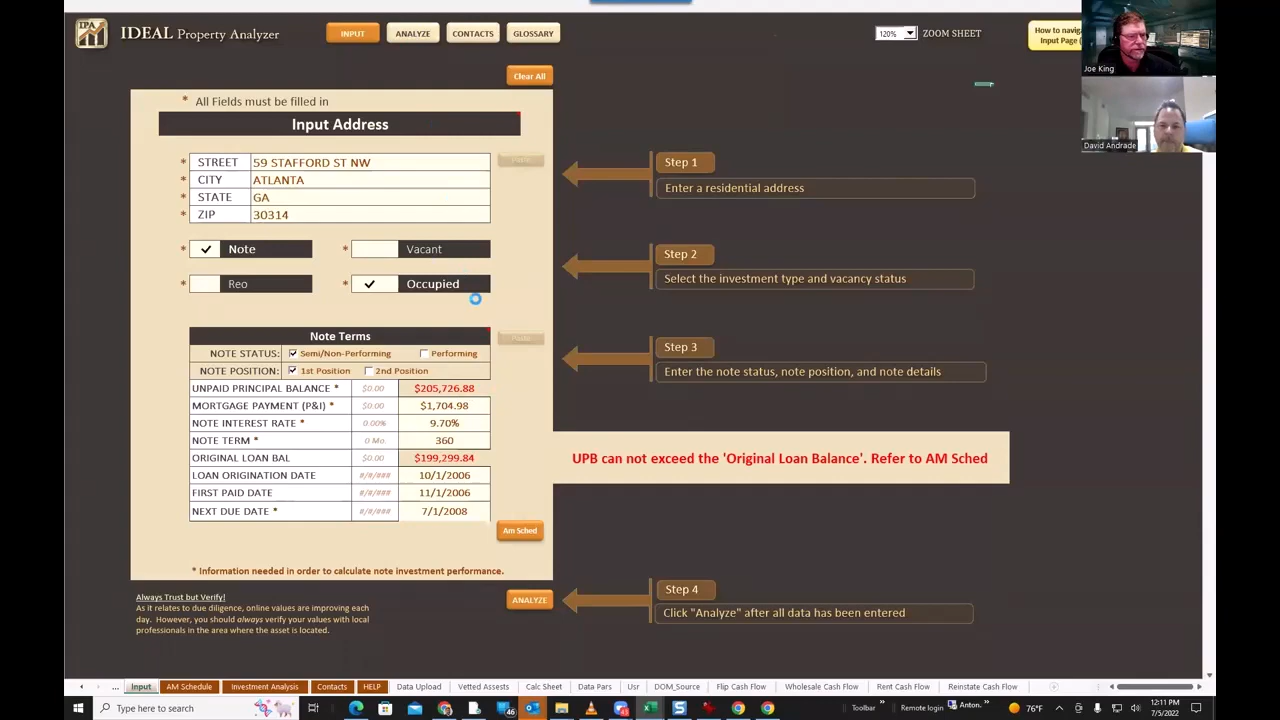 IPA
IDEAL Property Analyzer
INPUT
ANALYZE
CONTACTS
GLOSSARY
120%
ZOOM SHEET
How to navig
Input Page (
Joe King
David Andrade
Clear All
* All Fields must be filled in
Input Address
* STREET 59 STAFFORD ST NW
* CITY ATLANTA
* STATE GA
* ZIP 30314
Paste
* Note
* Vacant
* Reo
* Occupied
Note Terms
Paste
NOTE STATUS: Semi/Non-Performing Performing
NOTE POSITION: 1st Position 2nd Position
UNPAID PRINCIPAL BALANCE * $0.00 $205,726.88
MORTGAGE PAYMENT (P&I) * $0.00 $1,704.98
NOTE INTEREST RATE * 0.00% 9.70%
NOTE TERM * 0 Mo. 360
ORIGINAL LOAN BAL $0.00 $199,299.84
LOAN ORIGINATION DATE #/#/### 10/1/2006
FIRST PAID DATE #/#/### 11/1/2006
NEXT DUE DATE * #/#/### 7/1/2008
Am Sched
* Information needed in order to calculate note investment performance.
Always Trust but Verify!
As it relates to due diligence, online values are improving each
day. However, you should always verify your values with local
professionals in the area where the asset is located.
ANALYZE
Step 1
Enter a residential address
Step 2
Select the investment type and vacancy status
Step 3
Enter the note status, note position, and note details
UPB can not exceed the 'Original Loan Balance'. Refer to AM Sched
Step 4
Click "Analyze" after all data has been entered
... Input AM Schedule Investment Analysis Contacts HELP Data Upload Vetted Assests Calc Sheet Data Pars Usr DOM_Source Flip Cash Flow Wholesale Cash Flow Rent Cash Flow Reinstate Cash Flow
Type here to search
46
Toolbar
Remote login
Anton.
76°F
12:11 PM
7/5/2022